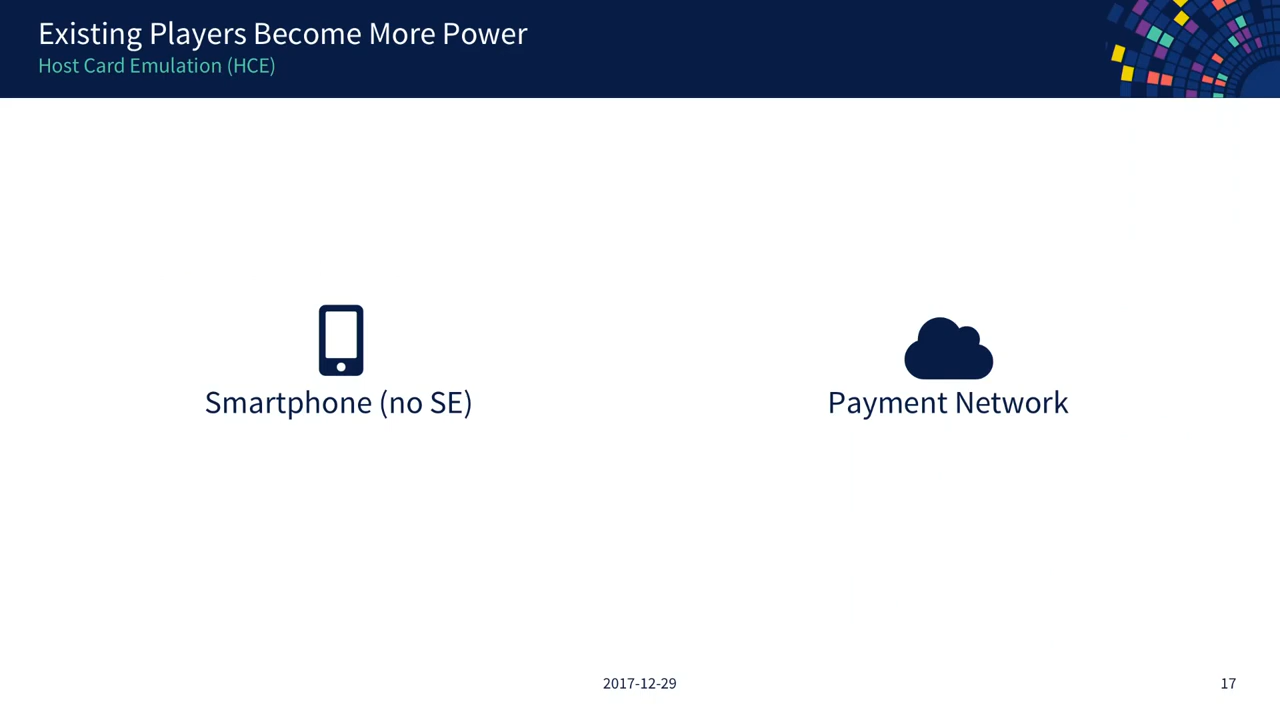 Existing Players Become More Power
Host Card Emulation (HCE)
Smartphone (no SE)
Payment Network
2017-12-29
17